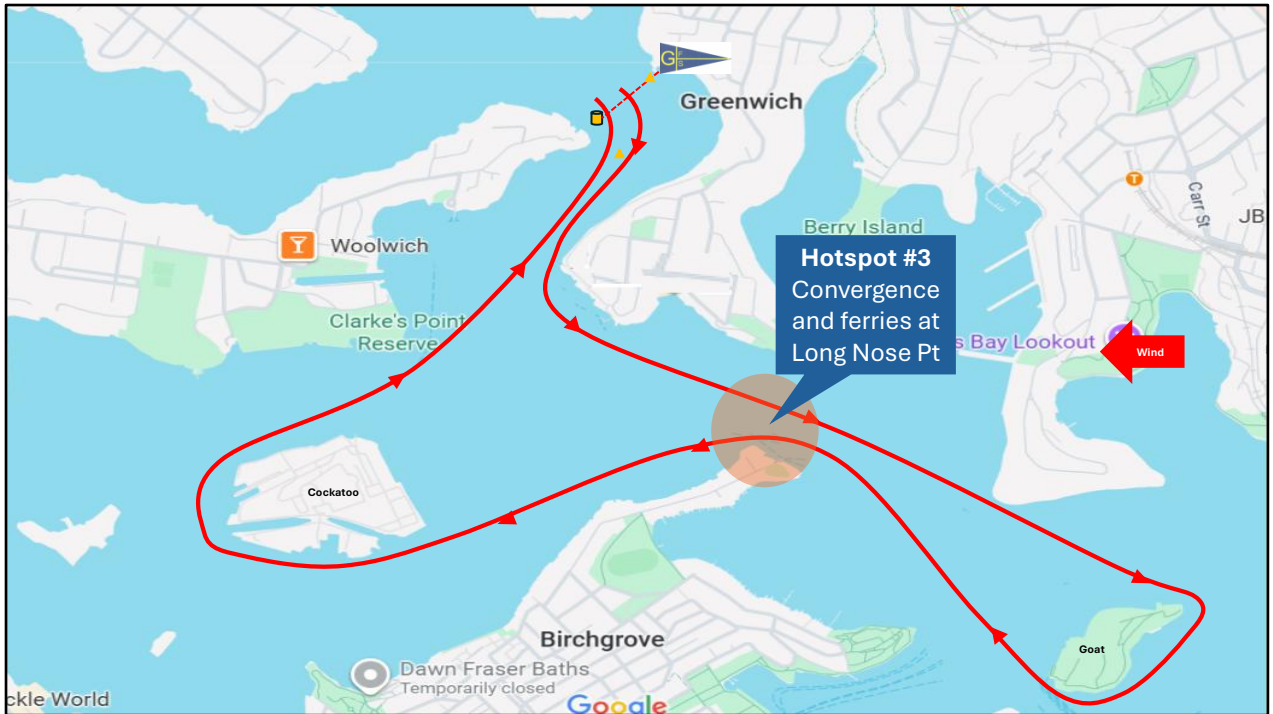 G F S
Greenwich
Carr St
JB
Berry Island
Woolwich
Hotspot #3
Convergence
and ferries at
Long Nose Pt
Clarke's Point
Reserve
s Bay Lookout
Wind
Cockatoo
Birchgrove
Goat
Dawn Fraser Baths
Temporarily closed
ckle World
Google
T